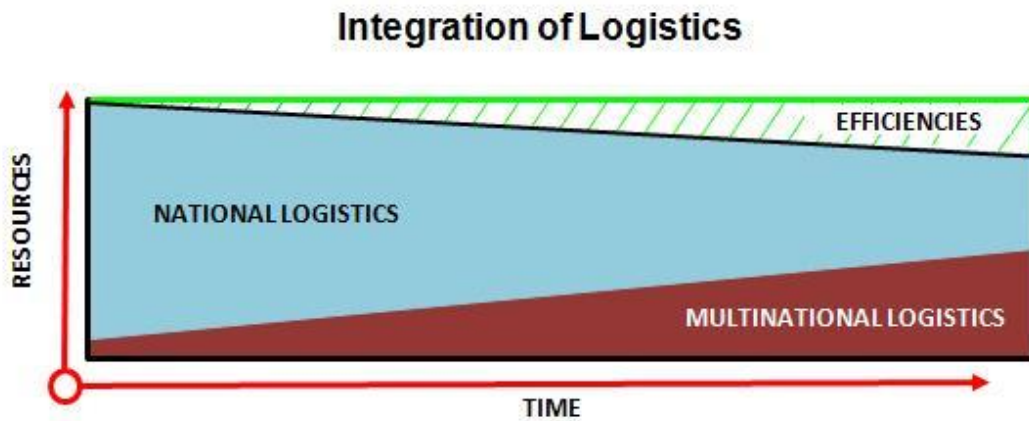 Integration of Logistics
EFFICIENCIES
NATIONAL LOGISTICS
RESOURCES
MULTINATIONAL LOGISTICS
TIME